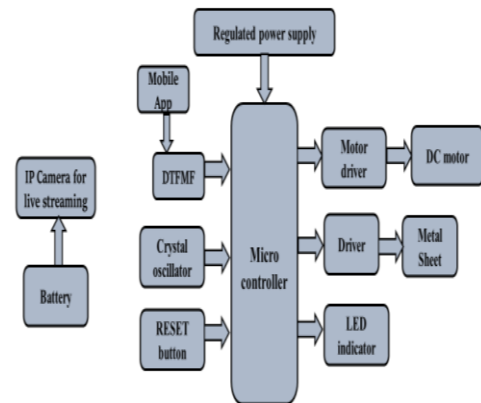 Regulated power supply
Mobile
App
DTFMF
Motor
driver
DC motor
IP Camera for
live streaming
Crystal
oscillator
Micro
controller
Driver
Metal
Sheet
Battery
RESET
button
LED
indicator